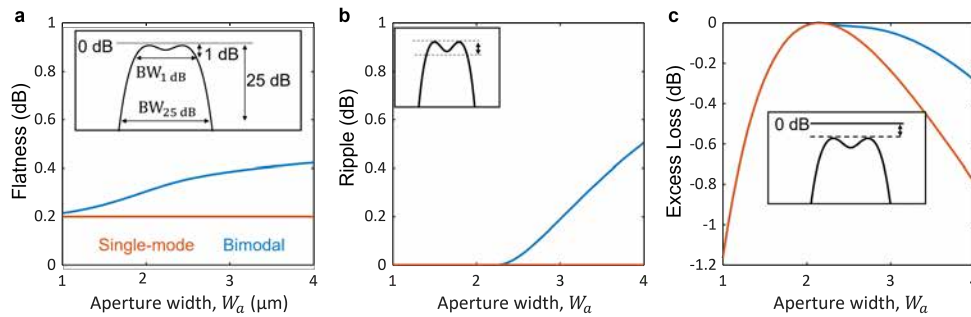 a
Flatness (dB)
1
0.8
0.6
0.4
0.2
0
0 dB
1 dB
BW1 dB
25 dB
BW25 dB
Single-mode Bimodal
1 2 3 4
Aperture width, Wa (μm)
b
Ripple (dB)
1
0.8
0.6
0.4
0.2
0
1 2 3 4
Aperture width, Wa
c
Excess Loss (dB)
0
-0.2
-0.4
-0.6
-0.8
-1
-1.2
0 dB
1 2 3 4
Aperture width, Wa